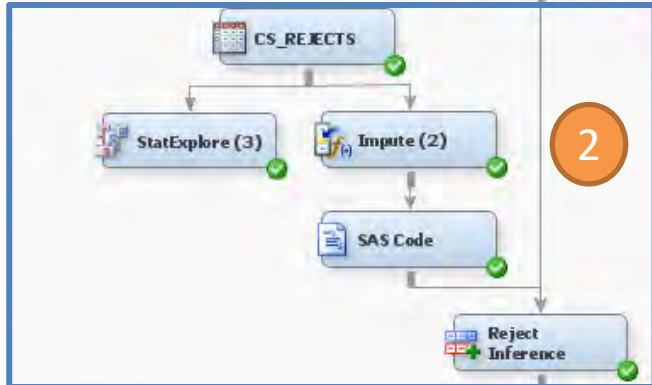 CS_REJECTS
StatExplore (3)
Impute (2)
2
SAS Code
Reject
Inference